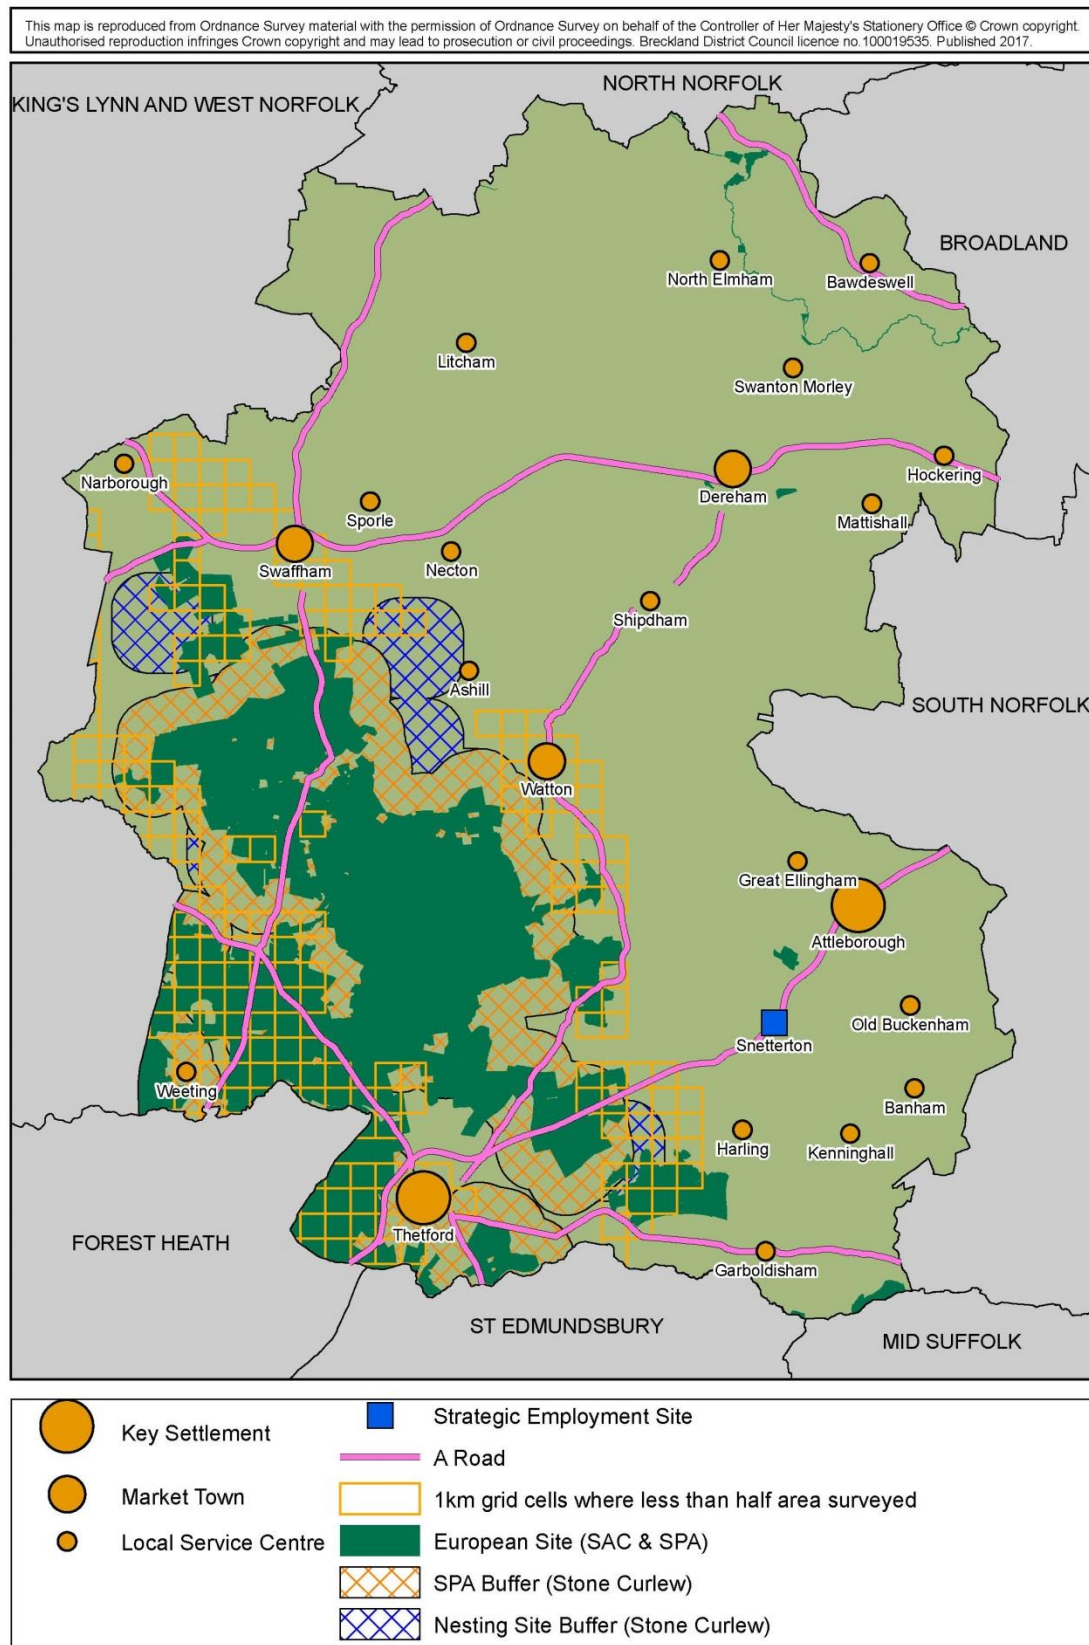 This map is reproduced from Ordnance Survey material with the permission of Ordnance Survey on behalf of the Controller of Her Majesty's Stationery Office © Crown copyright.
Unauthorised reproduction infringes Crown copyright and may lead to prosecution or civil proceedings. Breckland District Council licence no.100019535. Published 2017.
NORTH NORFOLK
KING'S LYNN AND WEST NORFOLK
BROADLAND
North Elmham
Bawdeswell
Litcham
Swanton Morley
Narborough
Dereham
Hockering
Sporle
Mattishall
Swaffham
Necton
Shipdham
Ashill
SOUTH NORFOLK
Watton
Great Ellingham
Attleborough
Old Buckenham
Snetterton
Weeting
Banham
Harling
Kenninghall
Thetford
FOREST HEATH
Garboldisham
ST EDMUNDSBURY
MID SUFFOLK
Key Settlement
Market Town
Local Service Centre
Strategic Employment Site
A Road
1km grid cells where less than half area surveyed
European Site (SAC & SPA)
SPA Buffer (Stone Curlew)
Nesting Site Buffer (Stone Curlew)